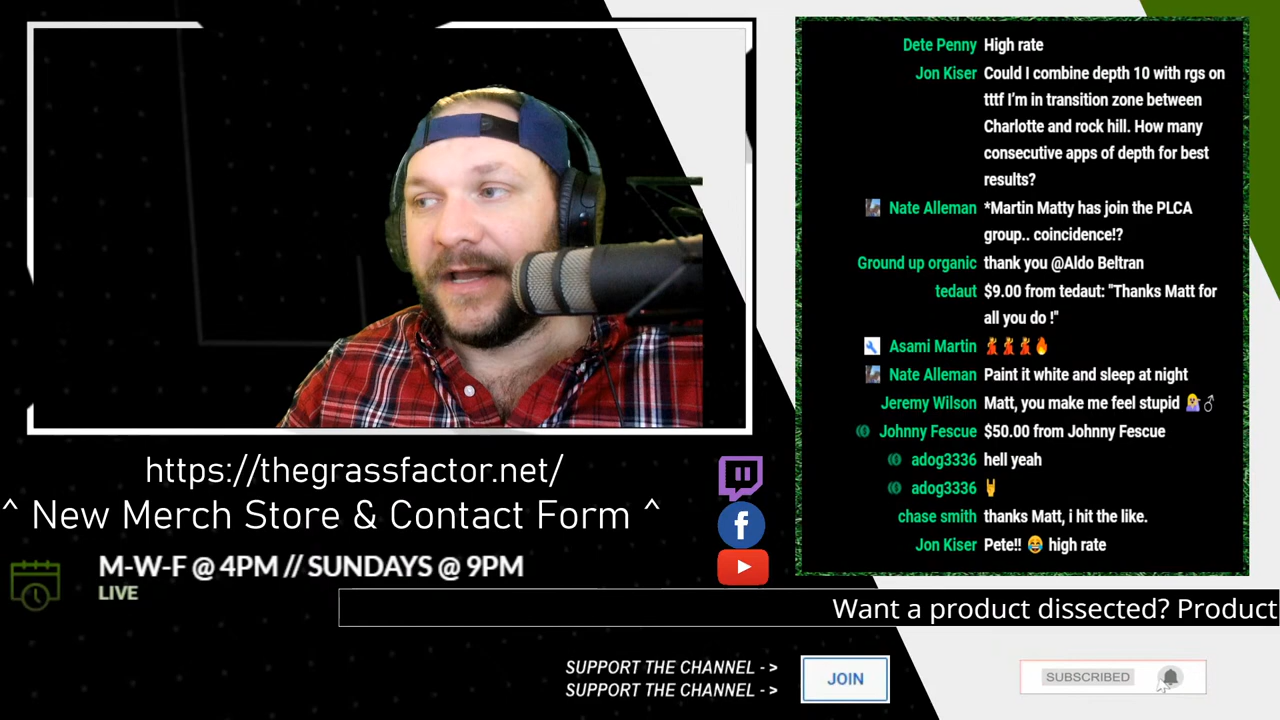 Dete Penny High rate
Jon Kiser Could I combine depth 10 with rgs on
tttf I'm in transition zone between
Charlotte and rock hill. How many
consecutive apps of depth for best
results?
Nate Alleman *Martin Matty has join the PLCA
group.. coincidence!?
Ground up organic thank you @Aldo Beltran
tedaut $9.00 from tedaut: "Thanks Matt for
all you do !"
Asami Martin 💃💃💃🔥
Nate Alleman Paint it white and sleep at night
Jeremy Wilson Matt, you make me feel stupid 🤦🏼‍♂
Johnny Fescue $50.00 from Johnny Fescue
adog3336 hell yeah
adog3336 🤘
chase smith thanks Matt, i hit the like.
Jon Kiser Pete!! 😂 high rate
https://thegrassfactor.net/
^ New Merch Store & Contact Form ^
M-W-F @ 4PM // SUNDAYS @ 9PM
LIVE
Want a product dissected? Product
SUPPORT THE CHANNEL - >
SUPPORT THE CHANNEL - >
JOIN
SUBSCRIBED